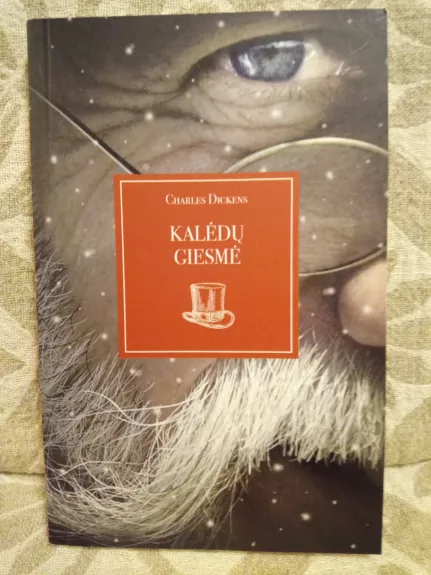 Charles Dickens
KALĖDŲ
GIESMĖ